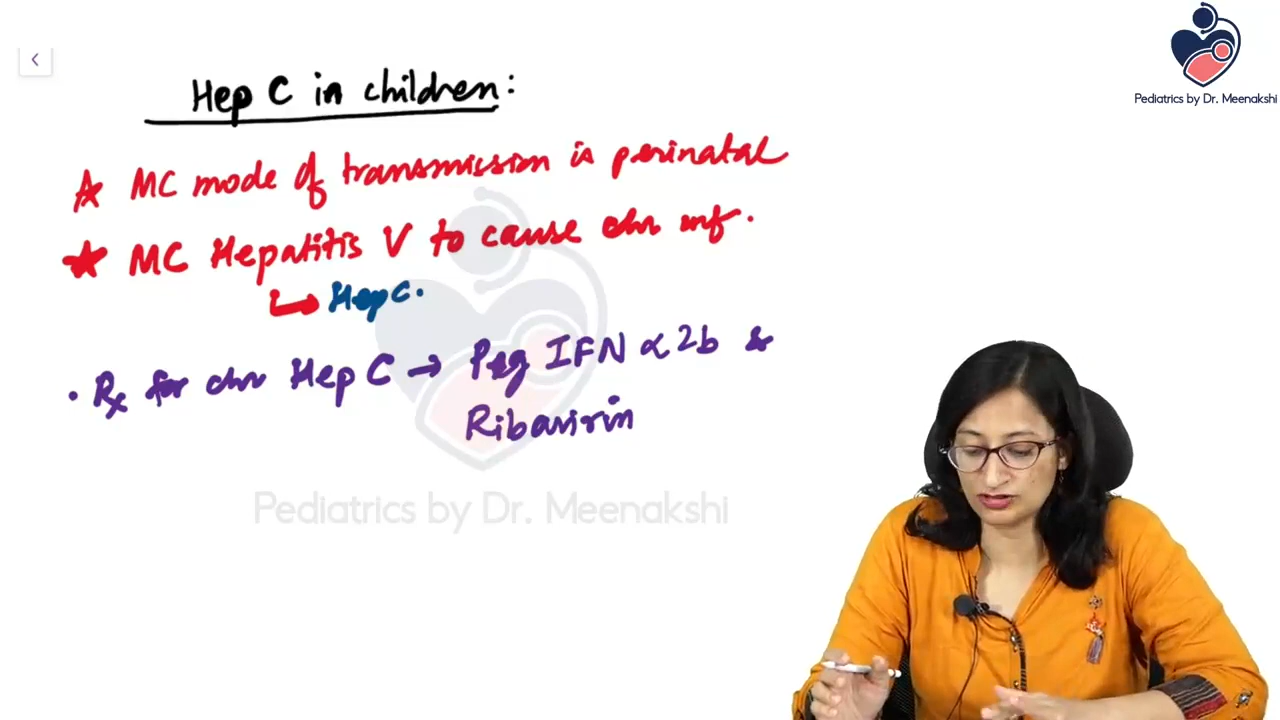 Hep C in children:
MC mode of transmission is perinatal
MC Hepatitis V to cause chr inf.
Hep C.
• Rx for chr Hep C → Peg IFN α 2b &
Ribavirin
Pediatrics by Dr. Meenakshi
Pediatrics by Dr. Meenakshi